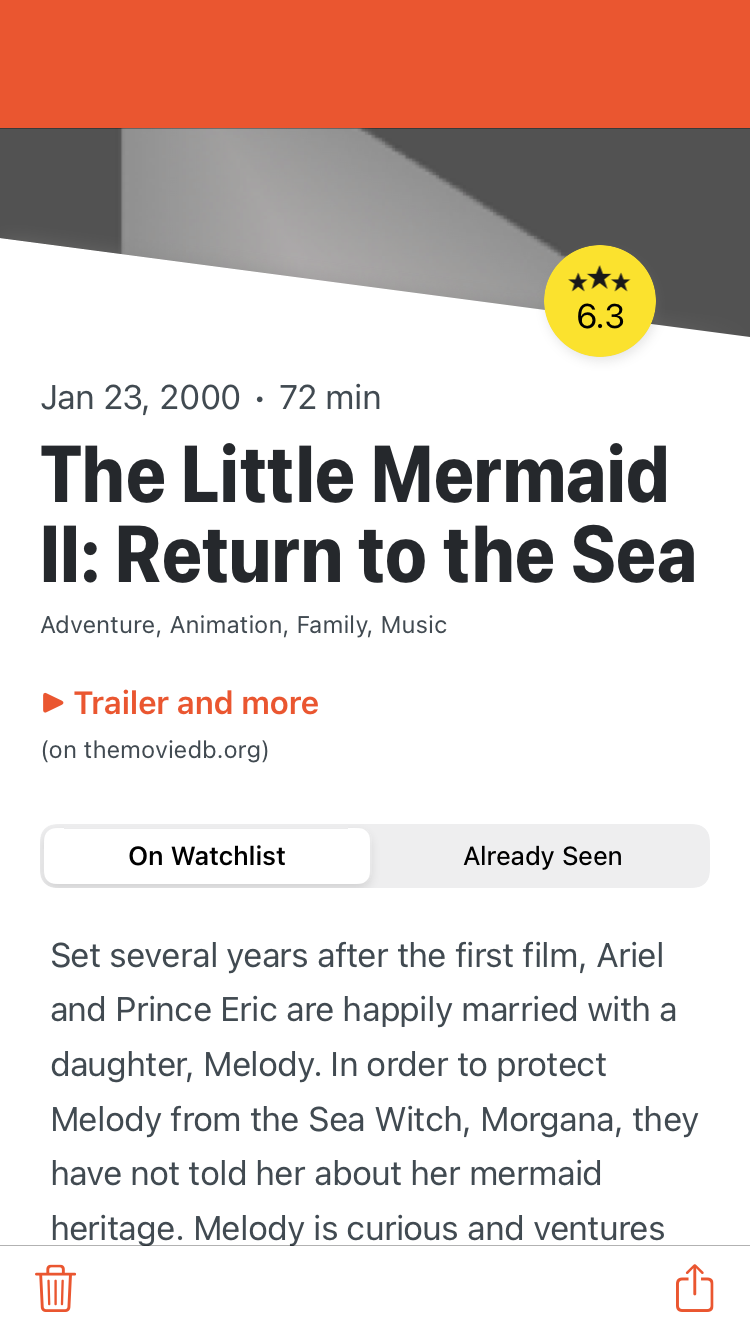 6.3
Jan 23, 2000 · 72 min
The Little Mermaid
II: Return to the Sea
Adventure, Animation, Family, Music
Trailer and more
(on themoviedb.org)
On Watchlist
Already Seen
Set several years after the first film, Ariel
and Prince Eric are happily married with a
daughter, Melody. In order to protect
Melody from the Sea Witch, Morgana, they
have not told her about her mermaid
heritage. Melody is curious and ventures